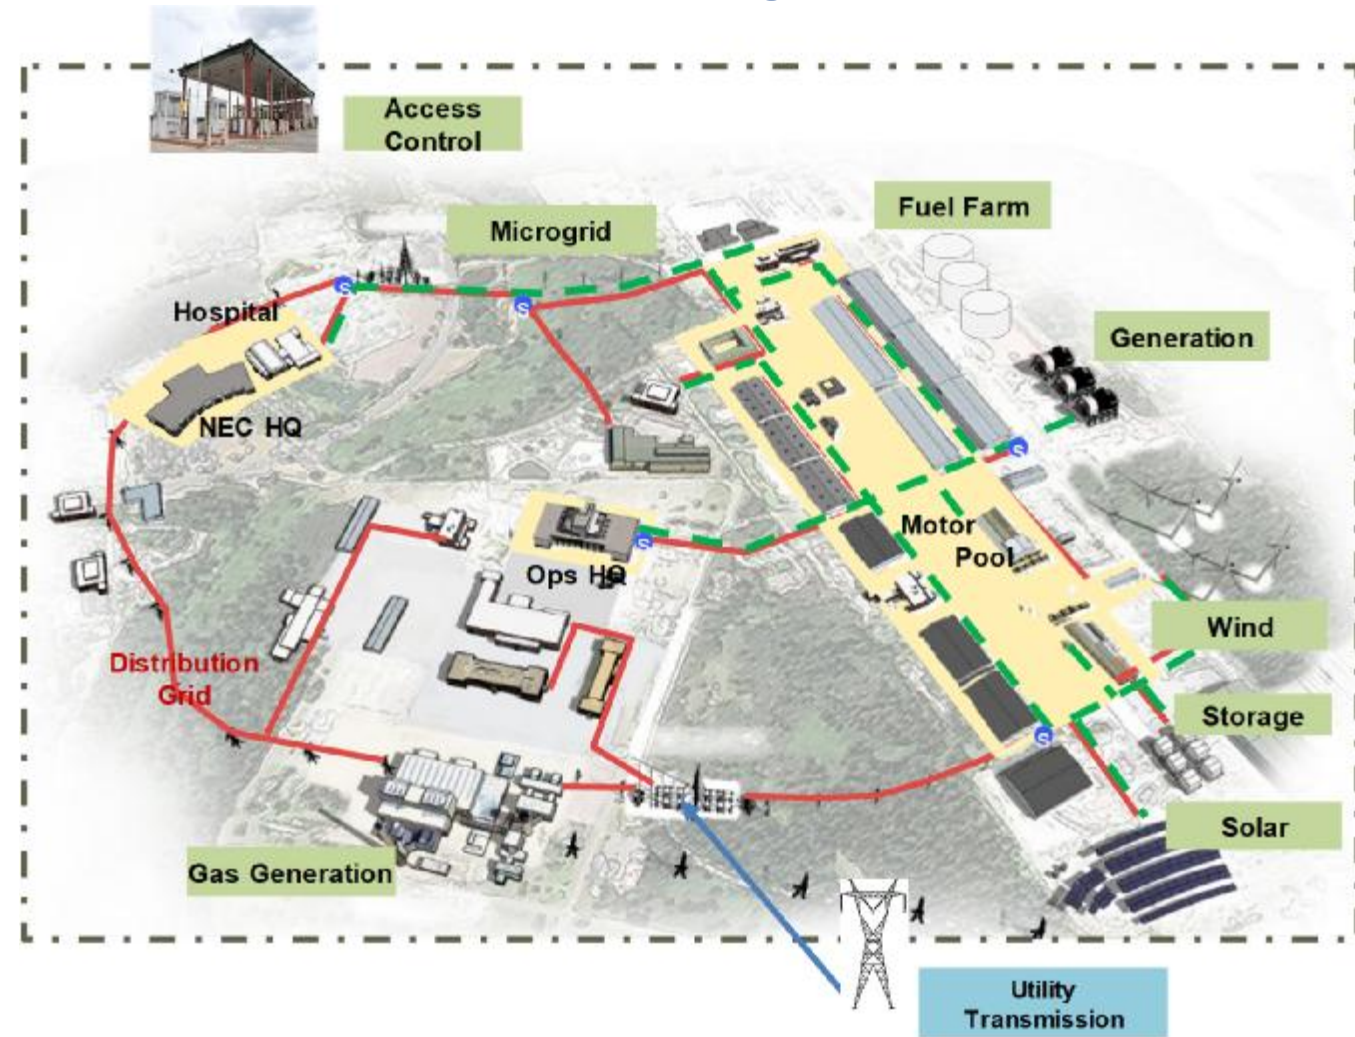 Access
Control
Fuel Farm
Microgrid
Hospital
Generation
NEC HQ
Motor
Pool
Ops HQ
Wind
Distribution
Grid
Storage
Solar
Gas Generation
Utility
Transmission
S
S
S
S
S